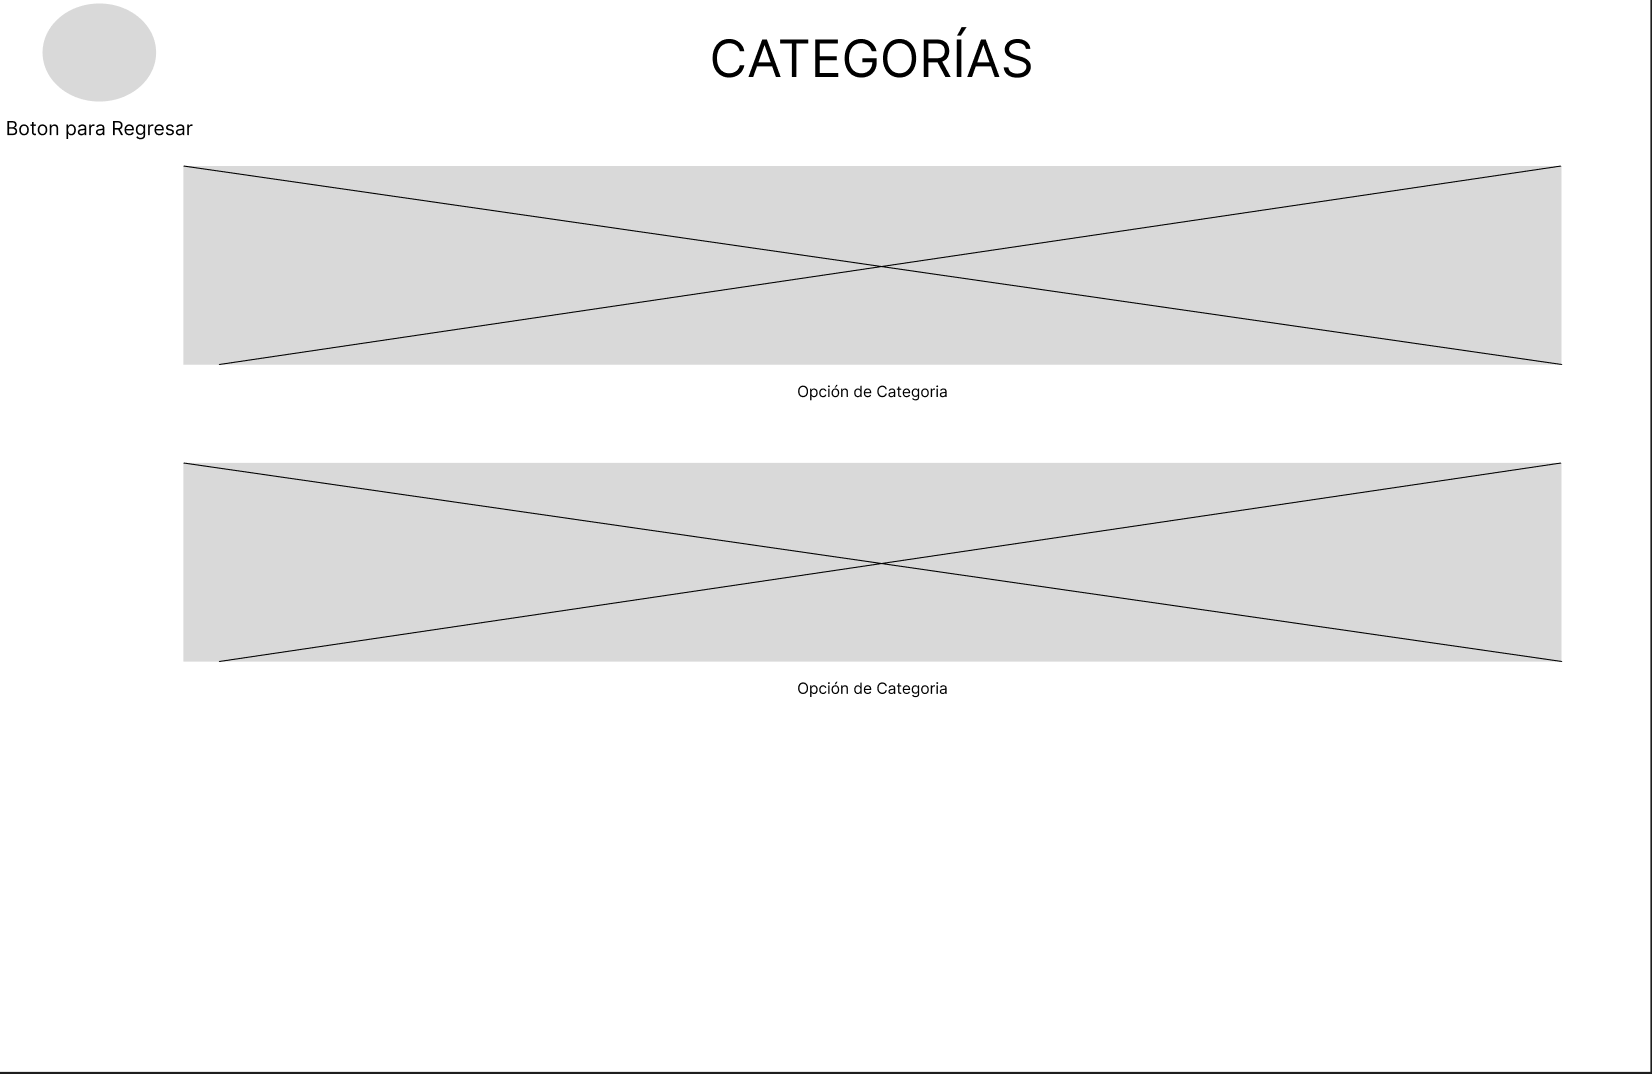 CATEGORÍAS
Boton para Regresar
Opción de Categoria
Opción de Categoria